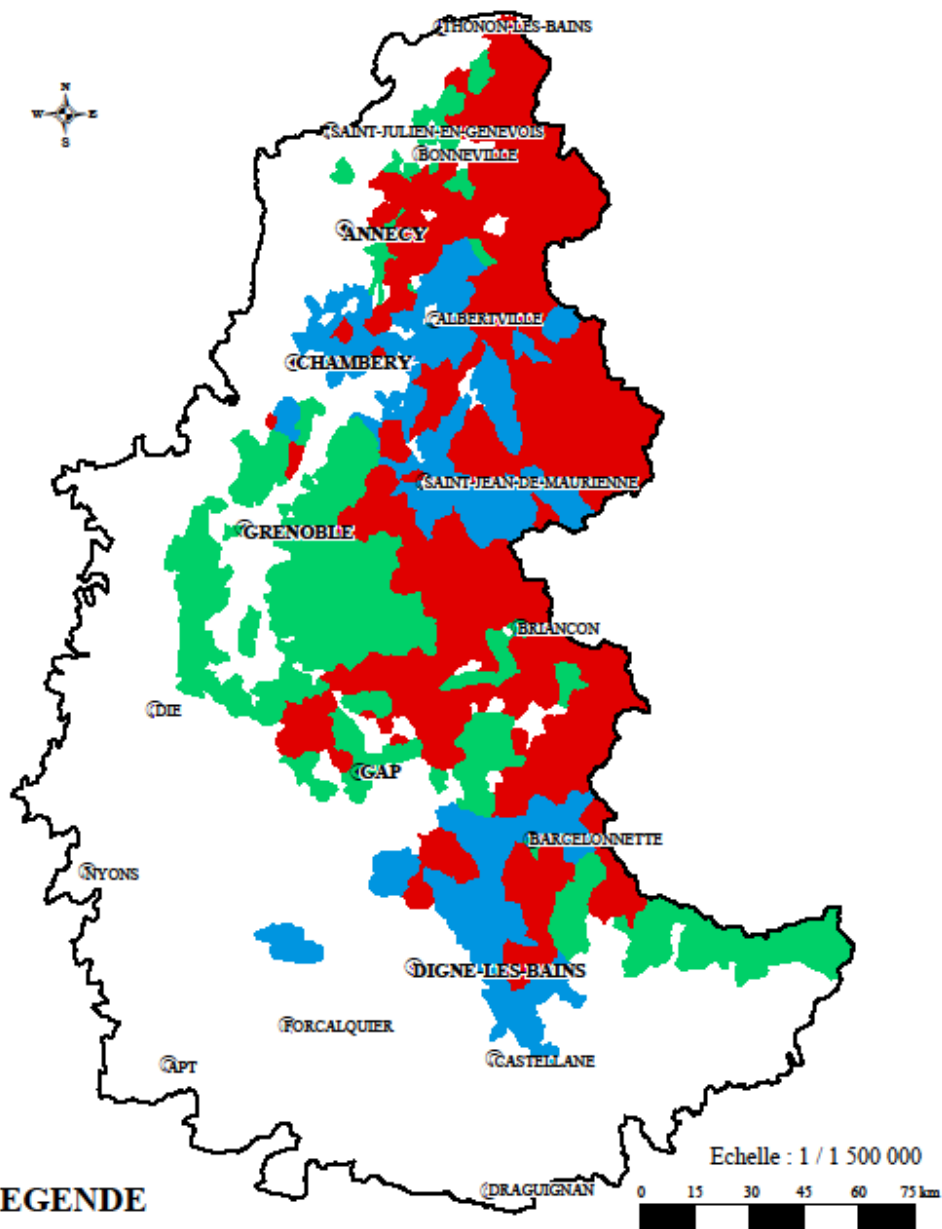 THONON-LES-BAINS
N
W E
S
SAINT-JULIEN-EN-GENEVOIS
BONNEVILLE
ANNECY
ALBERTVILLE
CHAMBERY
SAINT-JEAN-DE-MAURIENNE
GRENOBLE
BRIANCON
DIE
GAP
BARCELONNETTE
NYONS
DIGNE-LES-BAINS
FORCALQUIER
CASTELLANE
APT
Echelle : 1 / 1 500 000
DRAGUIGNAN
EGENDE
0 15 30 45 60 75 km